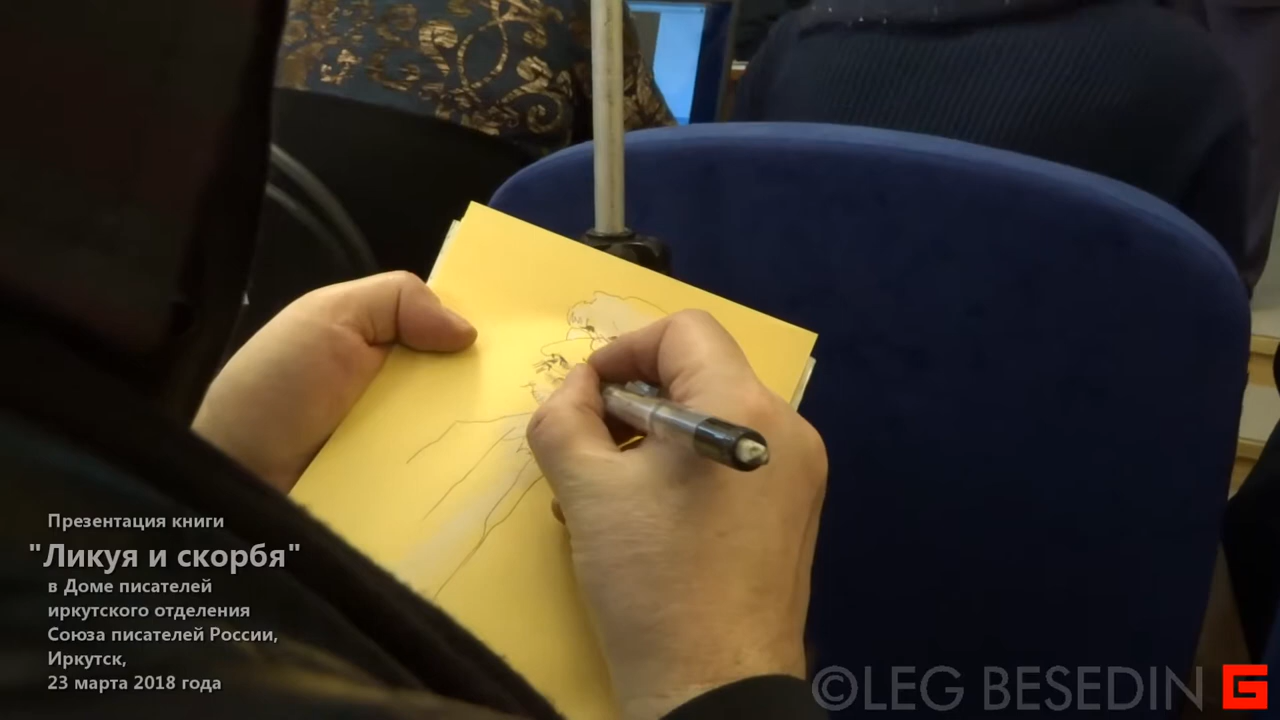 Презентация книги
"Ликуя и скорбя"
в Доме писателей
иркутского отделения
Союза писателей России,
Иркутск,
23 марта 2018 года
©LEG BESEDIN G